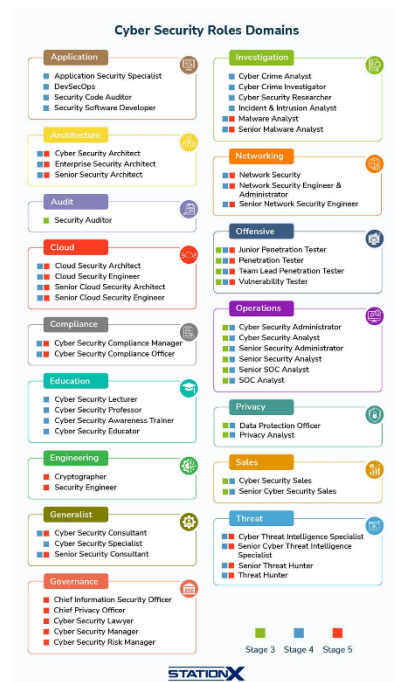 Cyber Security Roles Domains
Application
Application Security Specialist
DevSecOps
Security Code Auditor
Security Software Developer
Architecture
Cyber Security Architect
Enterprise Security Architect
Senior Security Architect
Audit
Security Auditor
Cloud
Cloud Security Architect
Cloud Security Engineer
Senior Cloud Security Architect
Senior Cloud Security Engineer
Compliance
Cyber Security Compliance Manager
Cyber Security Compliance Officer
Education
Cyber Security Lecturer
Cyber Security Professor
Cyber Security Awareness Trainer
Cyber Security Educator
Engineering
Cryptographer
Security Engineer
Generalist
Cyber Security Consultant
Cyber Security Specialist
Senior Security Consultant
Governance
Chief Information Security Officer
Chief Privacy Officer
Cyber Security Lawyer
Cyber Security Manager
Cyber Security Risk Manager
Investigation
Cyber Crime Analyst
Cyber Crime Investigator
Cyber Security Researcher
Incident & Intrusion Analyst
Malware Analyst
Senior Malware Analyst
Networking
Network Security
Network Security Engineer &
Administrator
Senior Network Security Engineer
Offensive
Junior Penetration Tester
Penetration Tester
Team Lead Penetration Tester
Vulnerability Tester
Operations
Cyber Security Administrator
Cyber Security Analyst
Senior Security Administrator
Senior Security Analyst
Senior SOC Analyst
SOC Analyst
Privacy
Data Protection Officer
Privacy Analyst
Sales
Cyber Security Sales
Senior Cyber Security Sales
Threat
Cyber Threat Intelligence Specialist
Senior Cyber Threat Intelligence
Specialist
Senior Threat Hunter
Threat Hunter
Stage 3
Stage 4
Stage 5
STATIONX